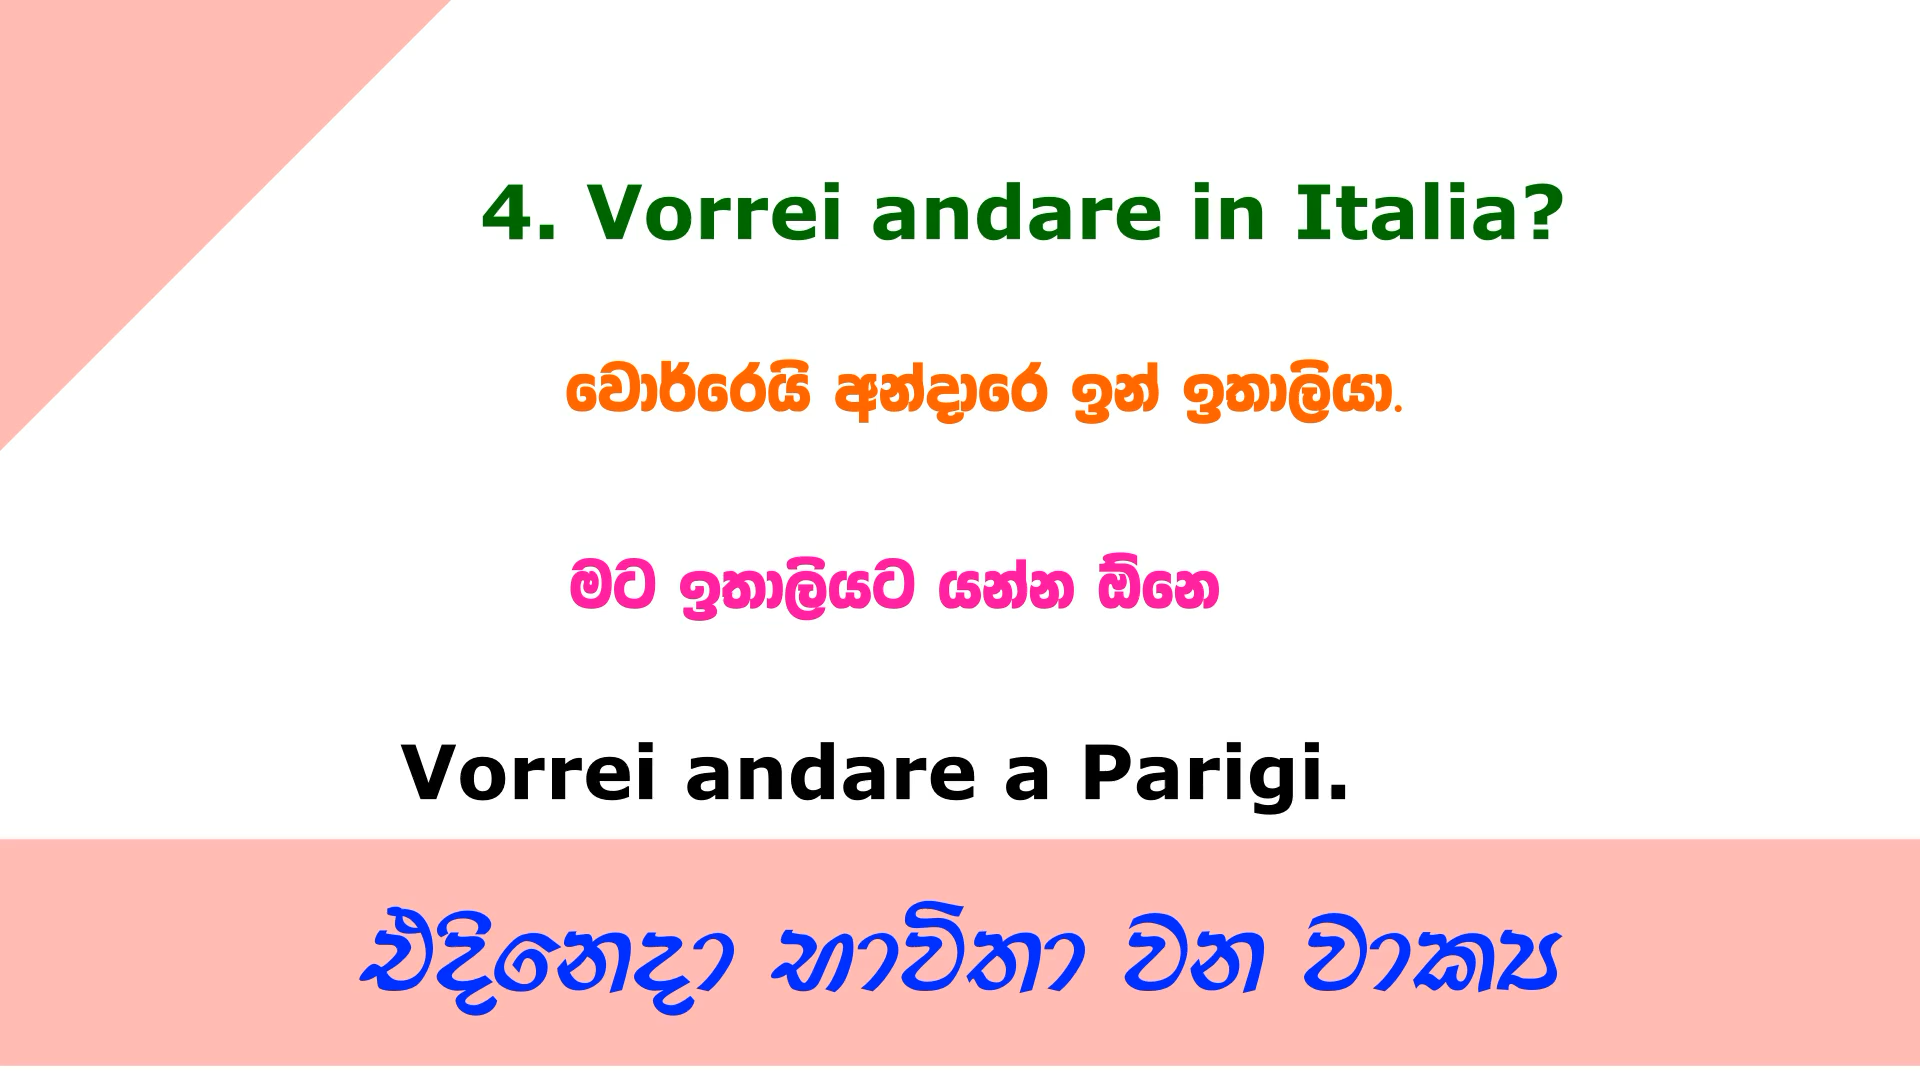 4. Vorrei andare in Italia?
වොර්රෙයි අන්දාරෙ ඉන් ඉතාලියා.
මට ඉතාලියට යන්න ඕනෙ
Vorrei andare a Parigi.
එදිනෙදා භාවිතා වන වාක්‍ය